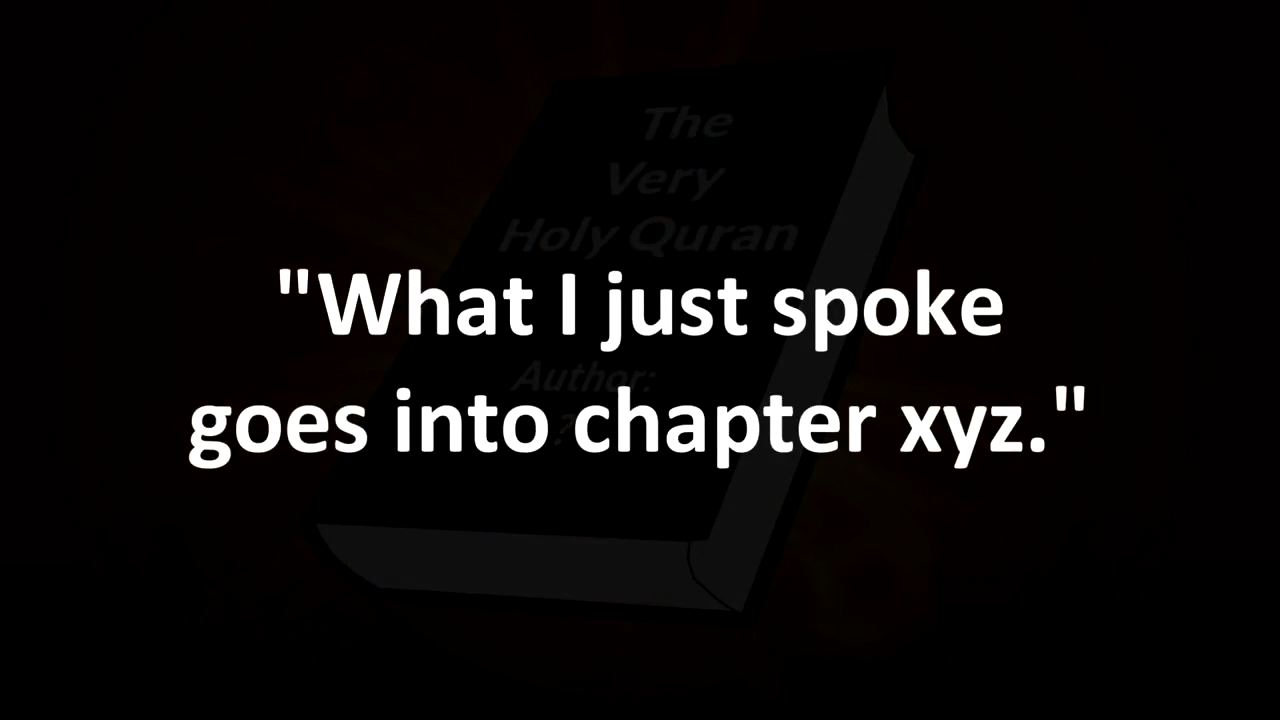 The
Very
Holy Quran
"What I just spoke
Author:
?
goes into chapter xyz."